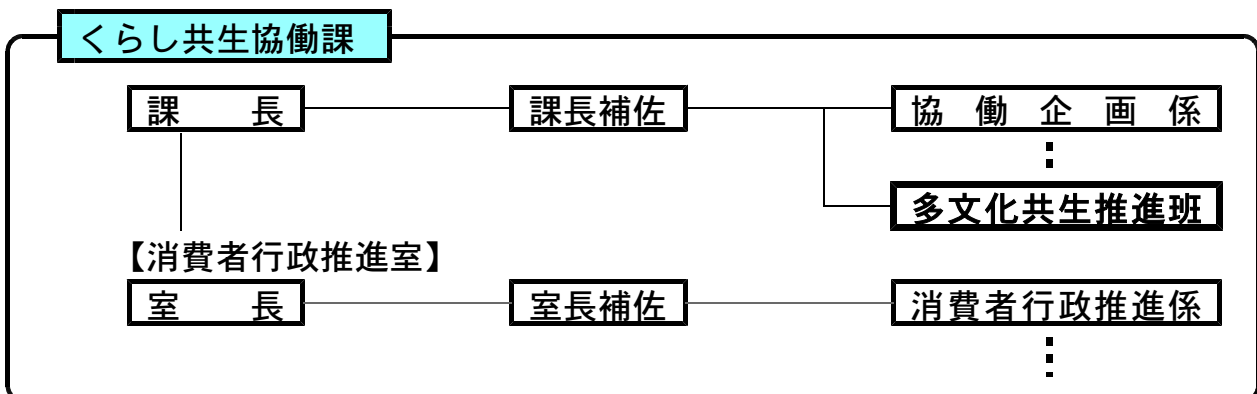 くらし共生協働課
課長 課長補佐 協働企画係
多文化共生推進班
【消費者行政推進室】
室長 室長補佐 消費者行政推進係